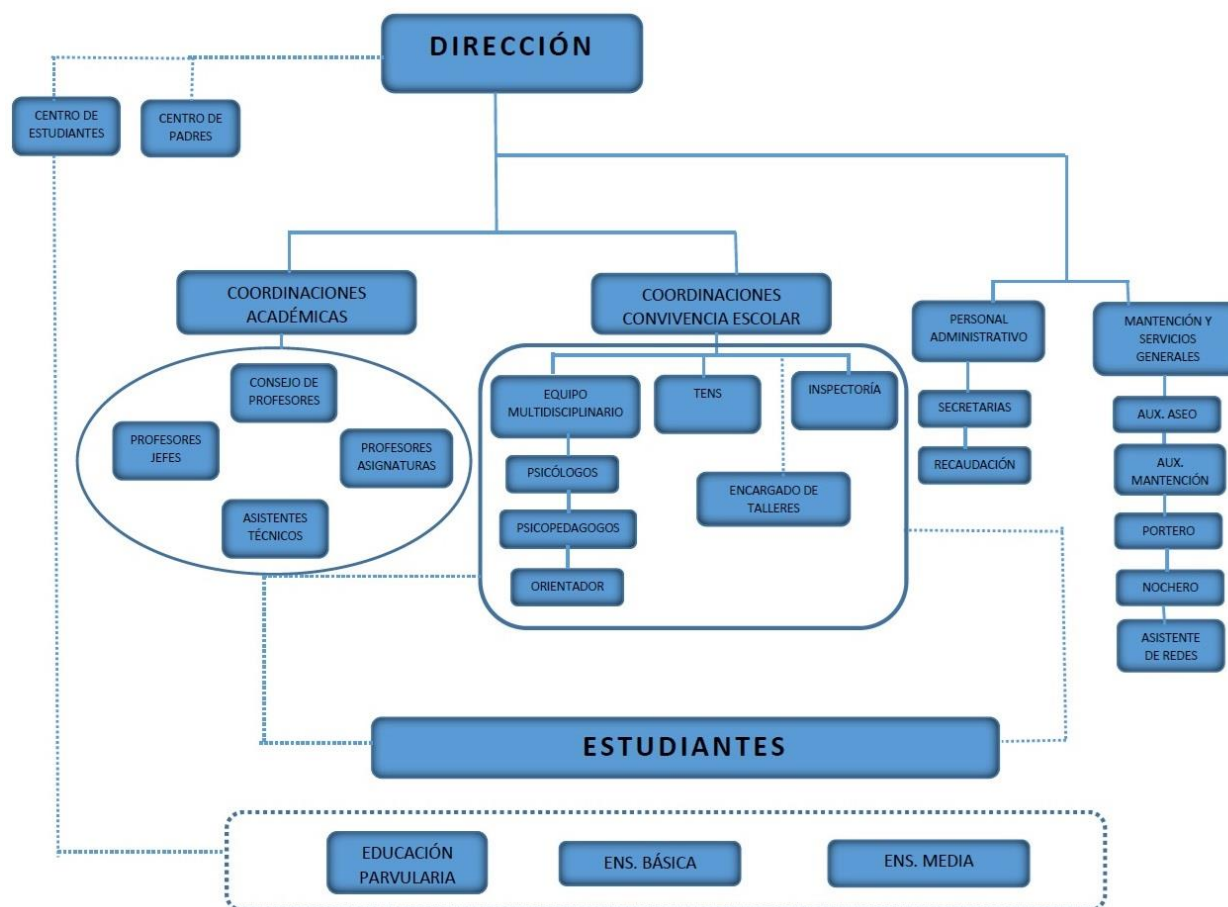 DIRECCIÓN
CENTRO DE
ESTUDIANTES
CENTRO DE
PADRES
COORDINACIONES
ACADÉMICAS
COORDINACIONES
CONVIVENCIA ESCOLAR
PERSONAL
ADMINISTRATIVO
MANTENCIÓN Y
SERVICIOS
GENERALES
CONSEJO DE
PROFESORES
PROFESORES
JEFES
PROFESORES
ASIGNATURAS
ASISTENTES
TÉCNICOS
EQUIPO
MULTIDISCIPLINARIO
TENS
INSPECTORÍA
PSICÓLOGOS
PSICOPEDAGOGOS
ORIENTADOR
ENCARGADO DE
TALLERES
SECRETARIAS
RECAUDACIÓN
AUX. ASEO
AUX.
MANTENCIÓN
PORTERO
NOCHERO
ASISTENTE
DE REDES
ESTUDIANTES
EDUCACIÓN
PARVULARIA
ENS. BÁSICA
ENS. MEDIA